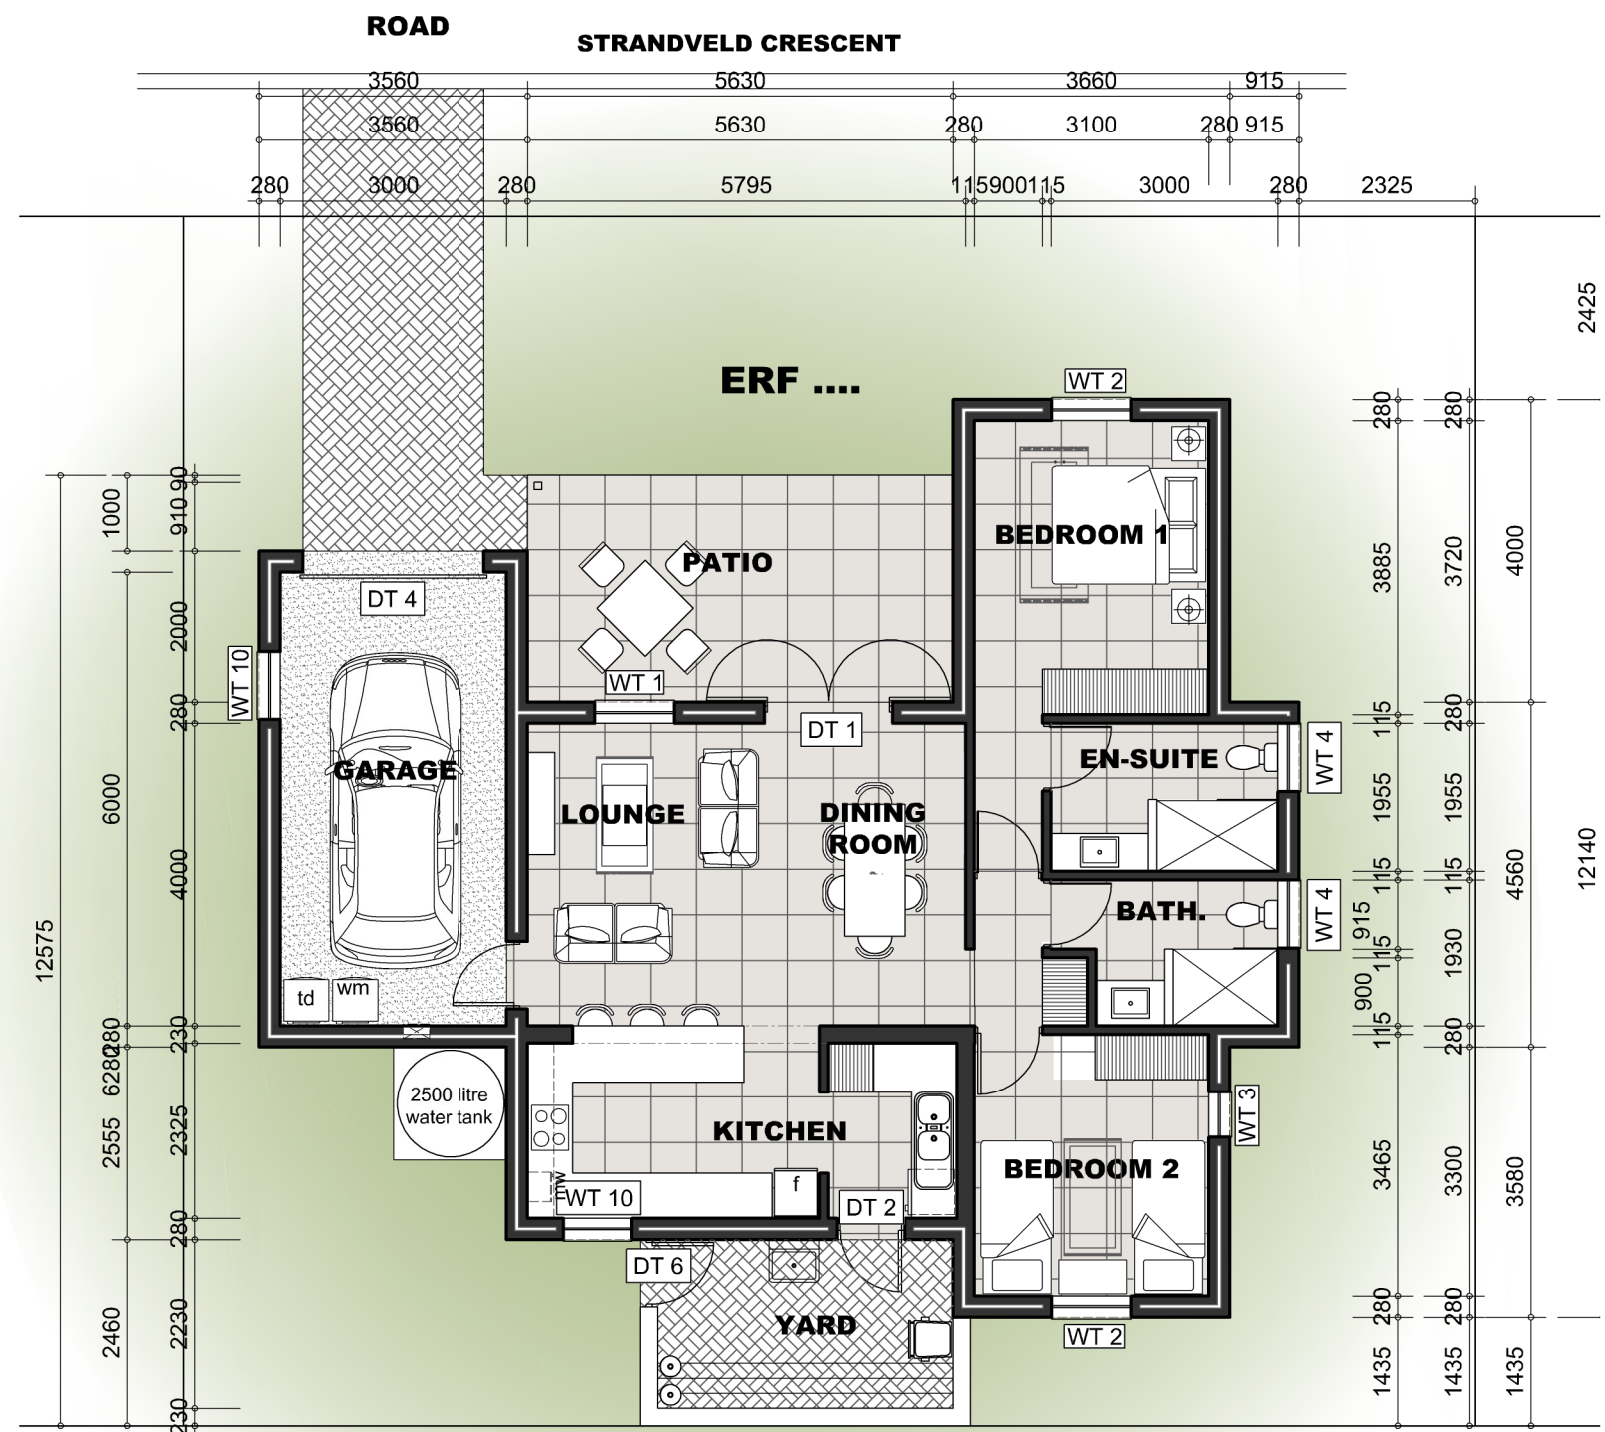 ROAD
STRANDVELD CRESCENT
3560 5630 3660 915
3560 5630 280 3100 280 915
280 3000 280 5795 115 900 115 3000 280 2325
2425
ERF ....
WT 2
280 280
90
910
1000
BEDROOM 1
PATIO
3885 3720 4000
DT 4
2000
WT 10
WT 1
280
DT 1
115 280
EN-SUITE
WT 4
GARAGE
6000
LOUNGE
DINING
ROOM
1955 1955
4000
115 115
4560
12140
BATH.
WT 4
915
115
1930
12575
td
wm
900
280
230
115 280
6280
2500 litre
water tank
WT 3
KITCHEN
2555
2325
BEDROOM 2
3465 3300 3580
mw
WT 10
f
DT 2
280
DT 6
280 280
2460
2230
YARD
WT 2
1435 1435 1435
230